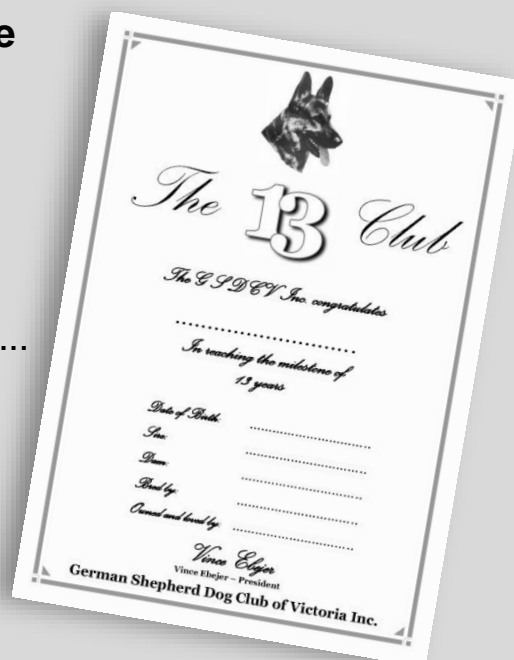 e
...
The 13 Club
The G S D C V Inc. congratulates
..............................
In reaching the milestone of
13 years
Date of Birth: ..............................
Sire: ..............................
Dam: ..............................
Bred by: ..............................
Owned and loved by: ..............................
Vince Ebejer
Vince Ebejer – President
German Shepherd Dog Club of Victoria Inc.